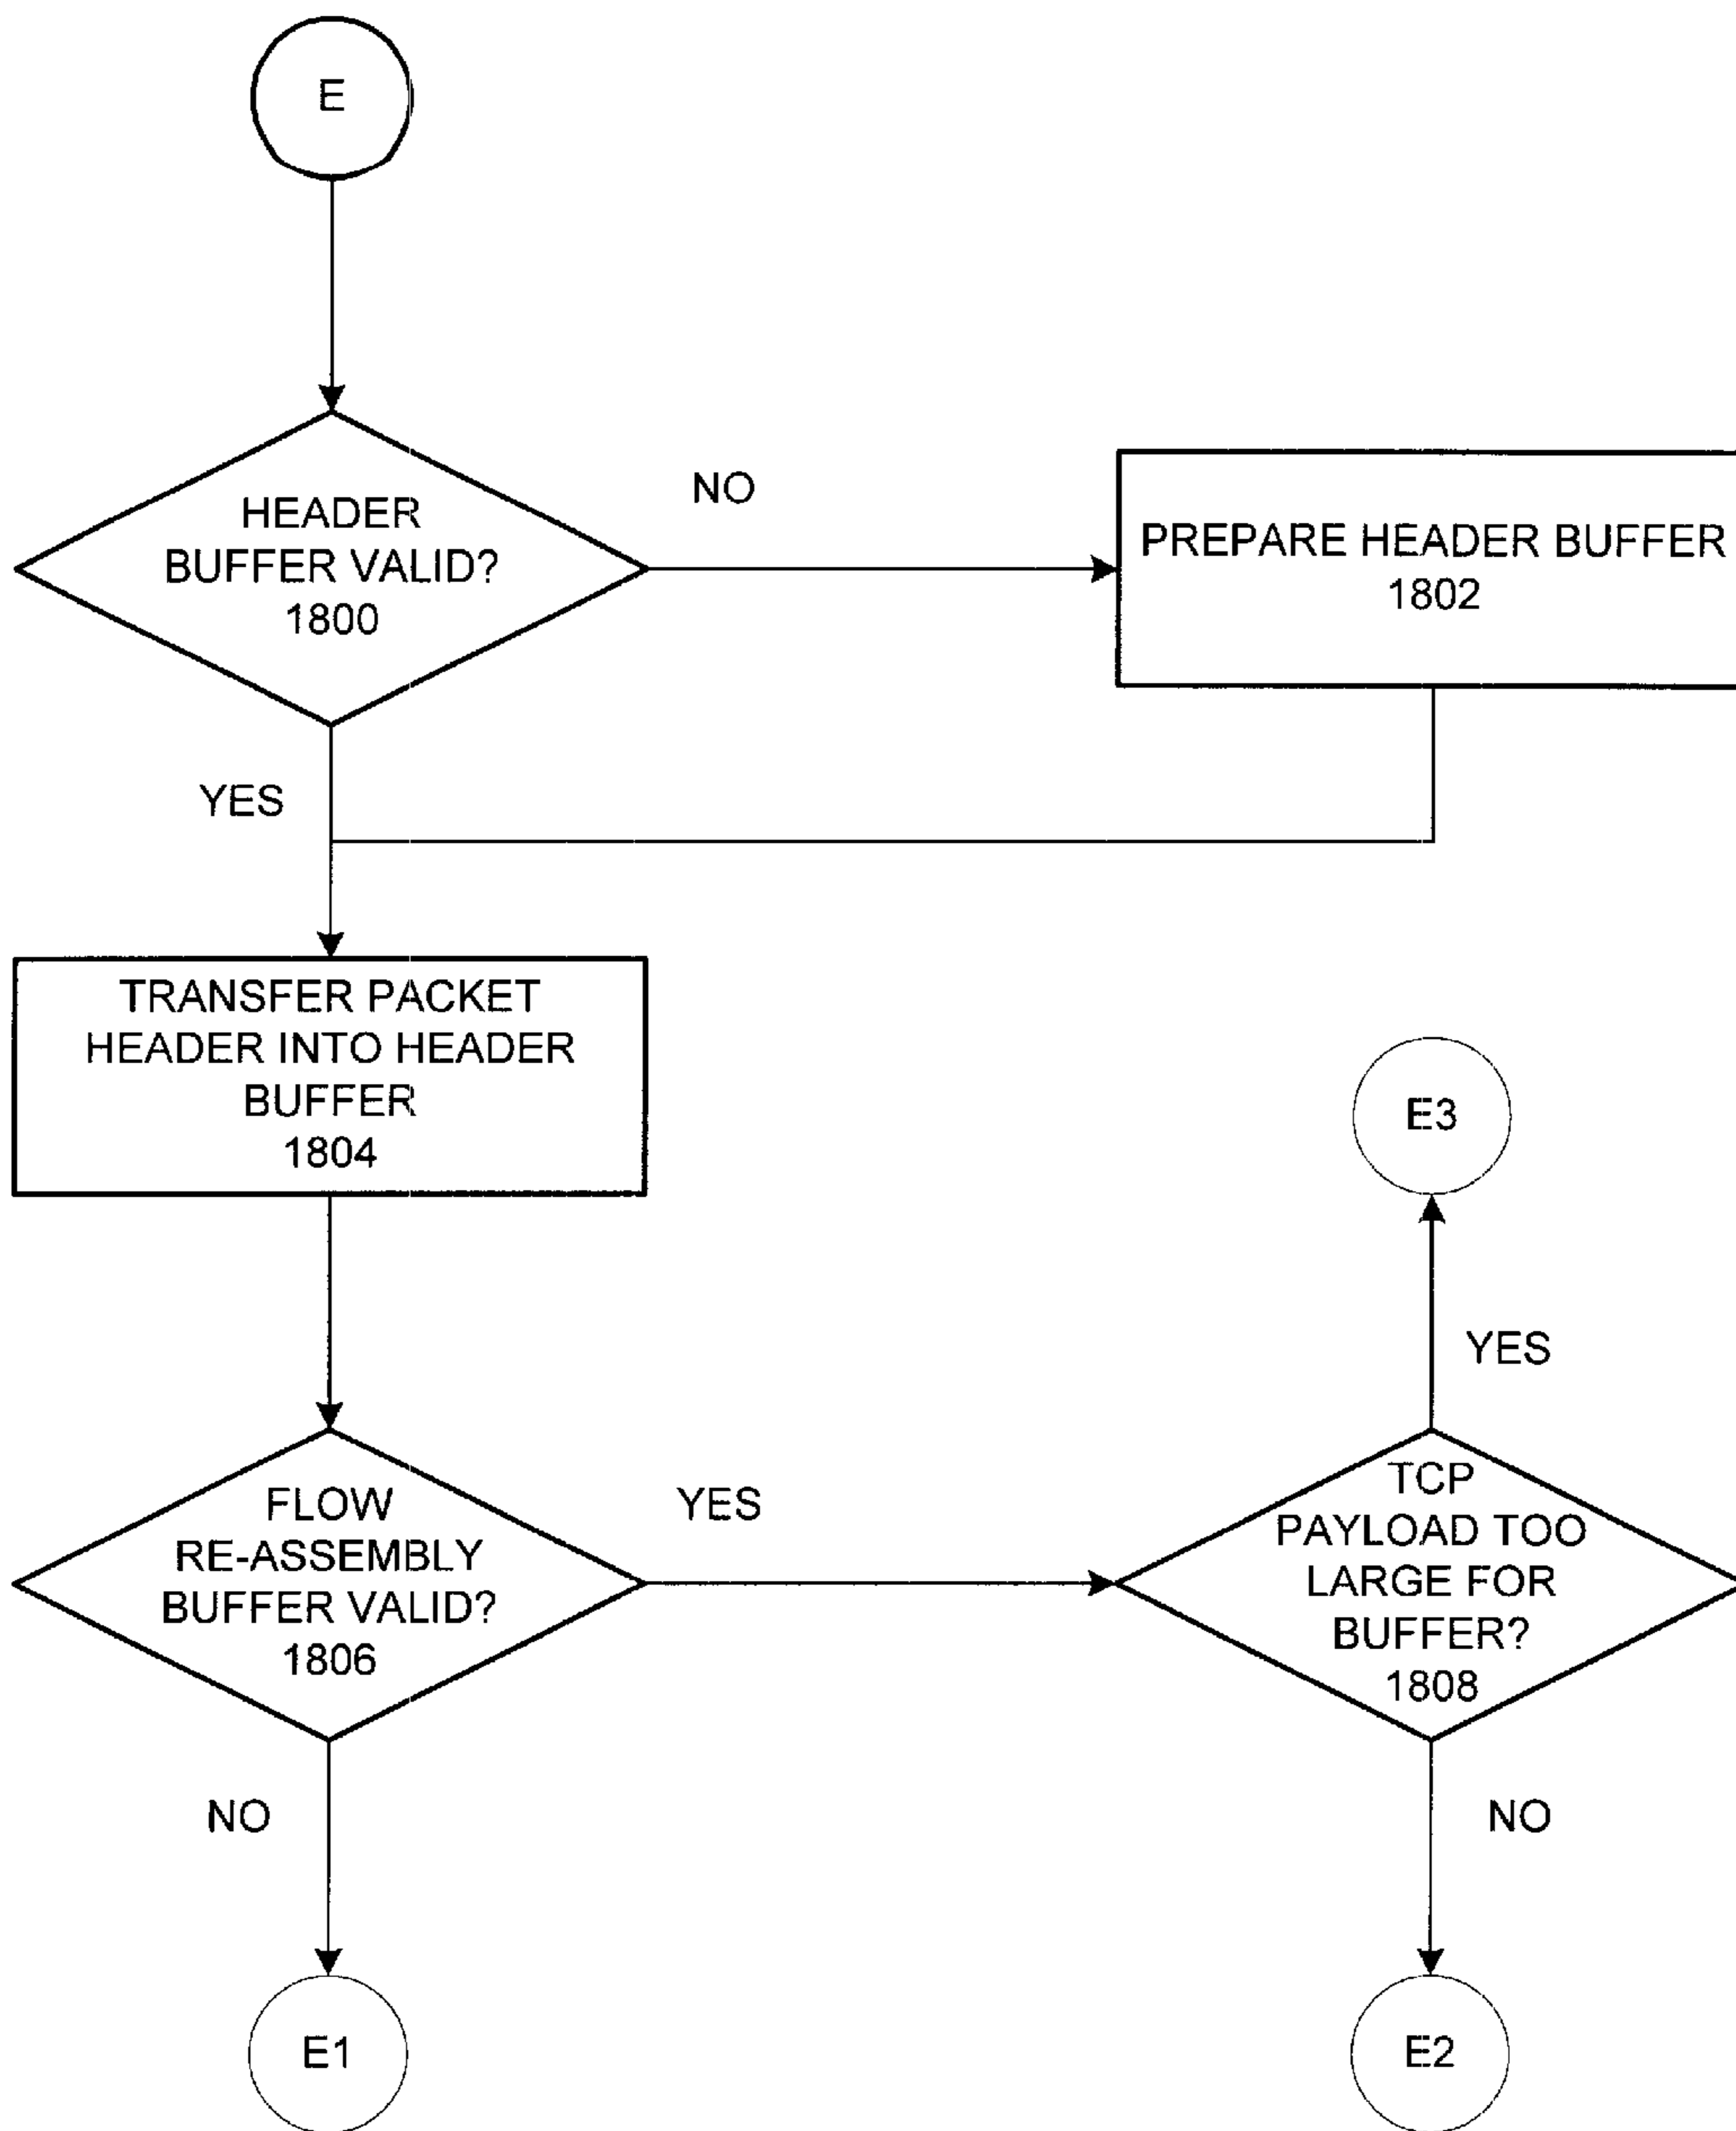 E
HEADER
BUFFER VALID?
1800
NO
PREPARE HEADER BUFFER
1802
YES
TRANSFER PACKET
HEADER INTO HEADER
BUFFER
1804
E3
YES
FLOW
RE-ASSEMBLY
BUFFER VALID?
1806
YES
TCP
PAYLOAD TOO
LARGE FOR
BUFFER?
1808
NO
NO
E1
E2